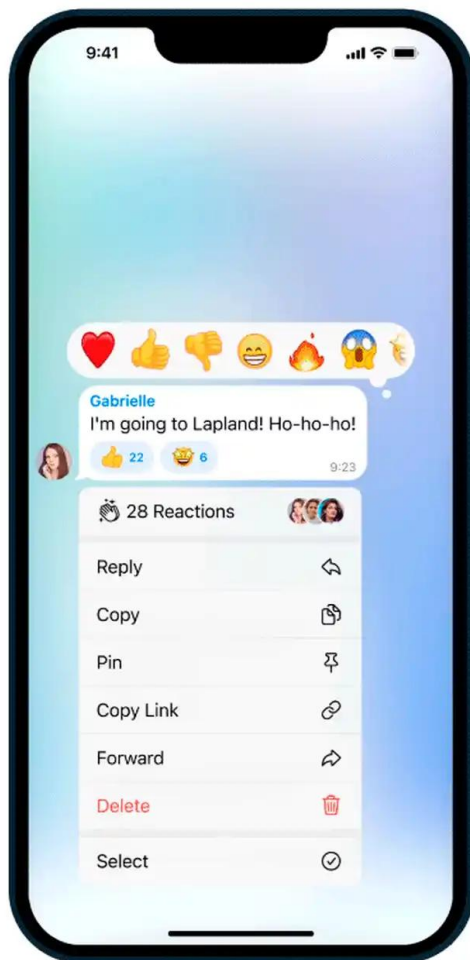 9:41
Gabrielle
I'm going to Lapland! Ho-ho-ho!
22 6
9:23
28 Reactions
Reply
Copy
Pin
Copy Link
Forward
Delete
Select